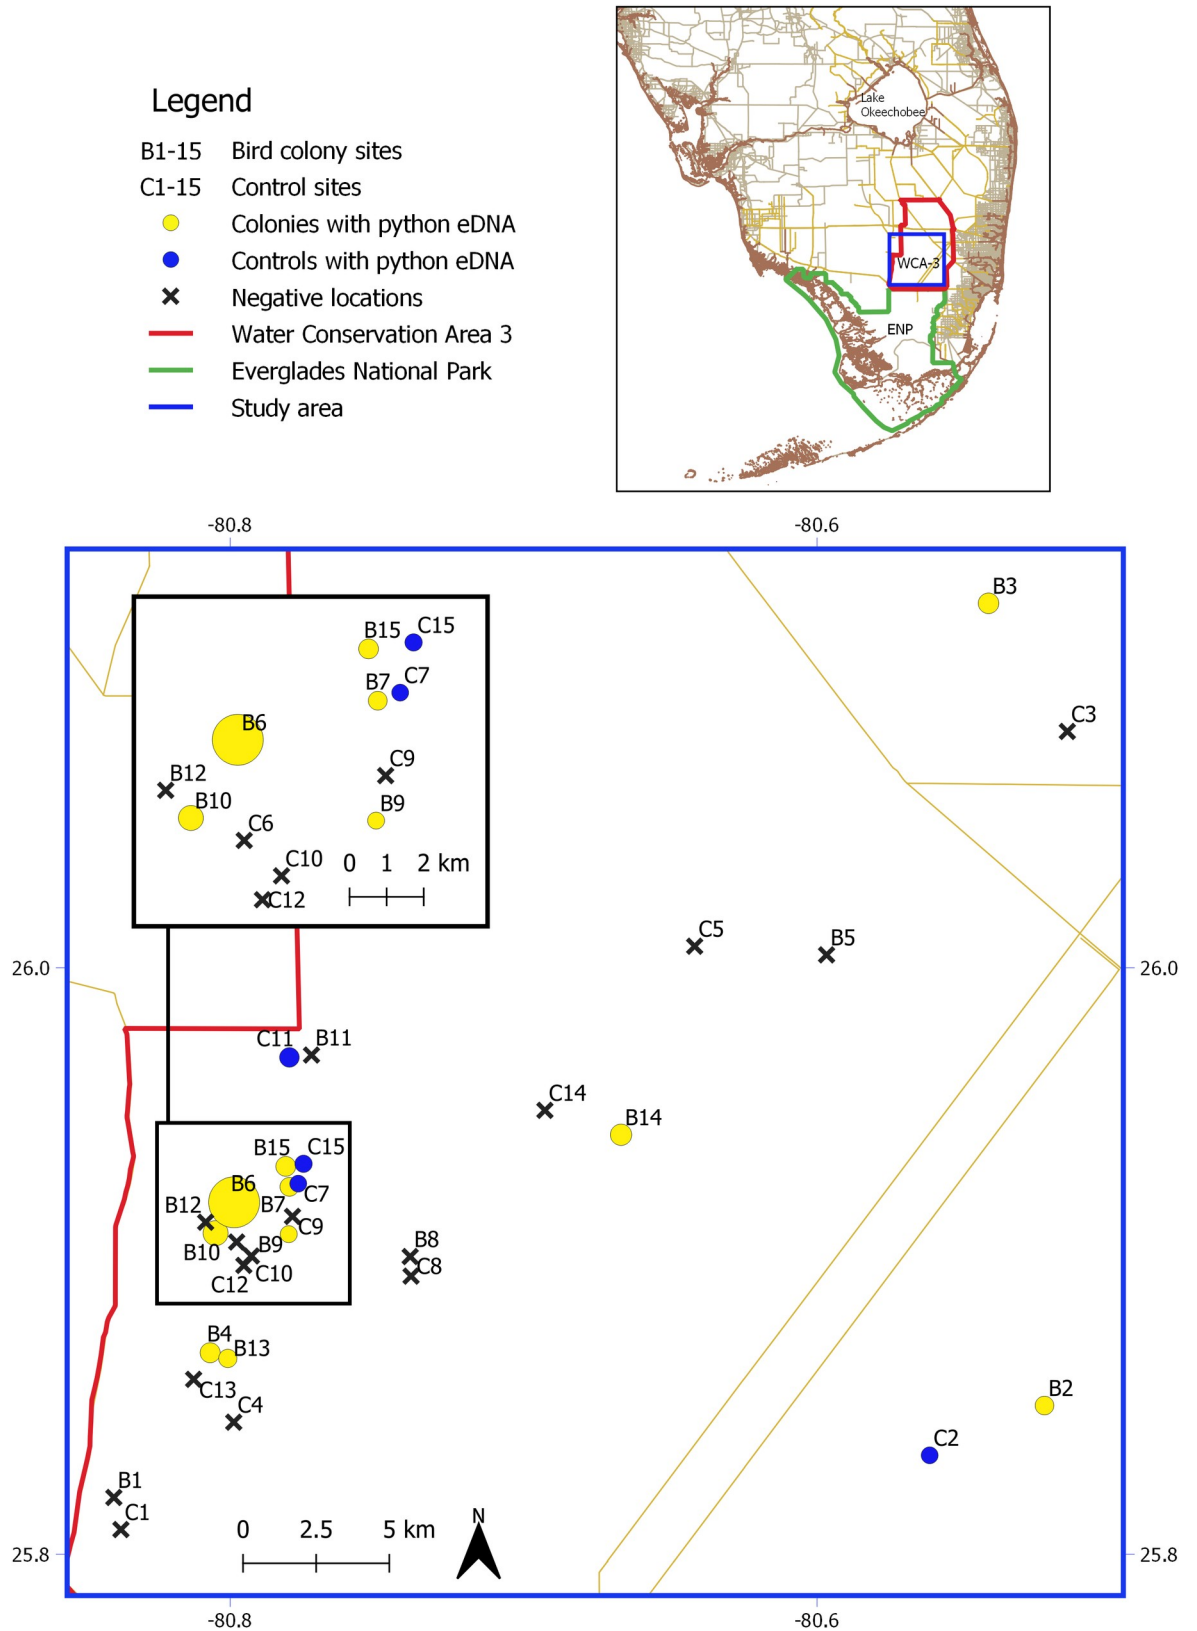 Legend
B1-15 Bird colony sites
C1-15 Control sites
Colonies with python eDNA
Controls with python eDNA
Negative locations
Water Conservation Area 3
Everglades National Park
Study area
Lake
Okeechobee
WCA-3
ENP
-80.8 -80.6
B3
B15 C15
B7 C7
B6
C3
B12
C9
B10
B9
C6
C10
0 1 2 km
C12
C5 B5
26.0 26.0
C11 B11
C14
B14
B15 C15
B6
B7 C7
B12
C9
B10 B9
C12 C10
B8
C8
B4
B13
C13
C4
B2
C2
B1
C1
0 2.5 5 km
N
25.8 25.8
-80.8 -80.6